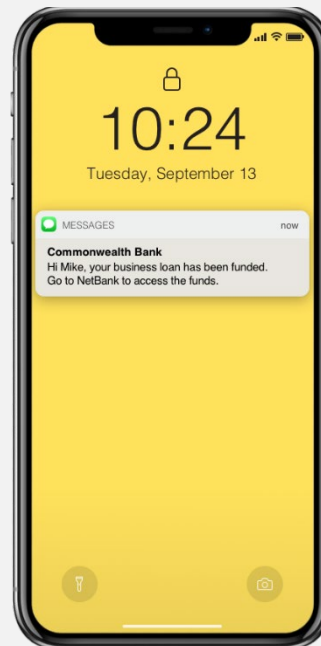 10:24
Tuesday, September 13
MESSAGES now
Commonwealth Bank
Hi Mike, your business loan has been funded.
Go to NetBank to access the funds.